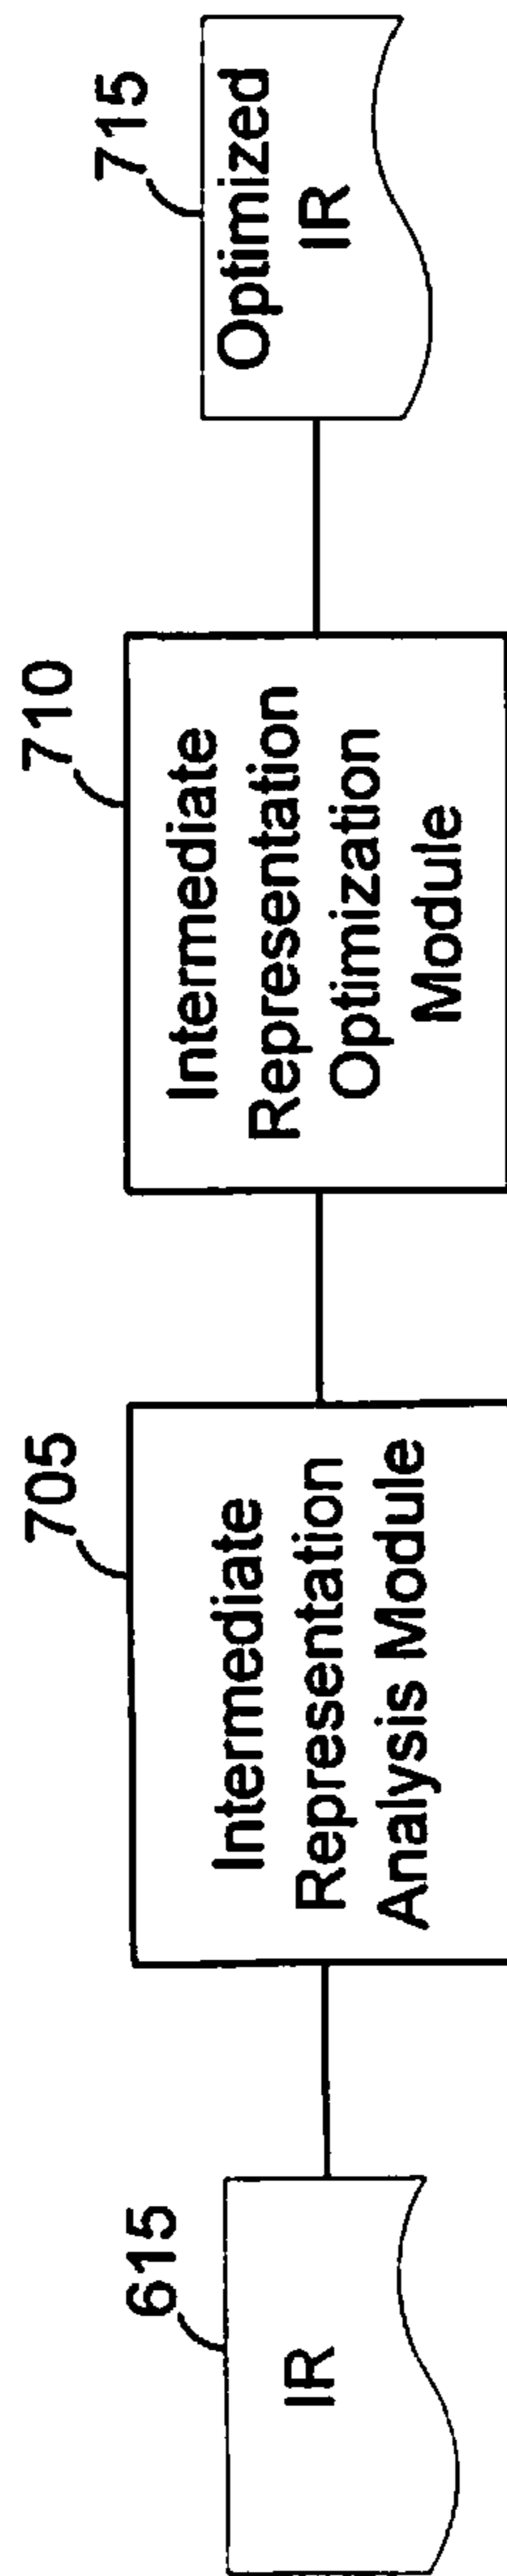 615
IR
705
Intermediate
Representation
Analysis Module
710
Intermediate
Representation
Optimization
Module
715
Optimized
IR